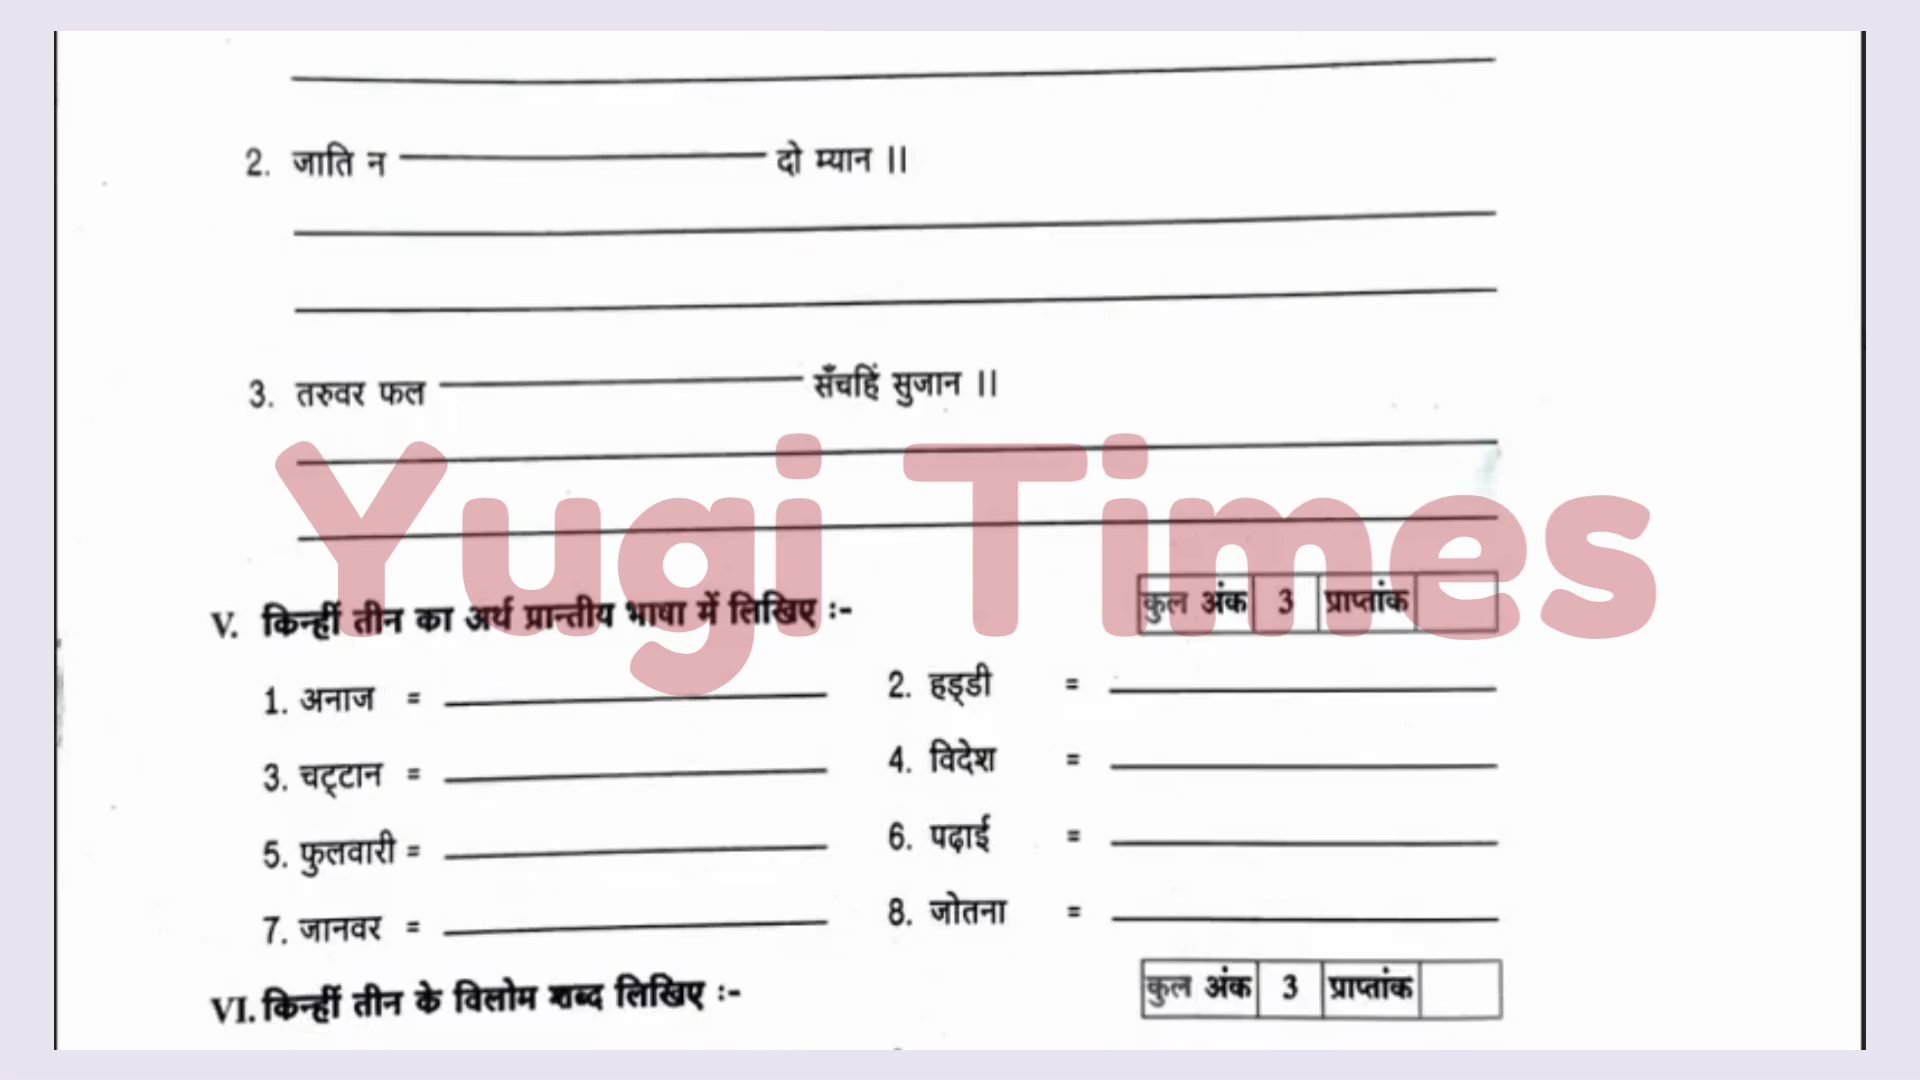 2. जाति न ———— दो म्यान ।।
3. तरुवर फल ———— सँचहिं सुजान ।।
Yugi Times
V. किन्हीं तीन का अर्थ प्रान्तीय भाषा में लिखिए :- कुल अंक 3 प्राप्तांक
1. अनाज = 2. हड्डी =
3. चट्टान = 4. विदेश =
5. फुलवारी = 6. पढ़ाई =
7. जानवर = 8. जोतना =
VI. किन्हीं तीन के विलोम शब्द लिखिए :- कुल अंक 3 प्राप्तांक